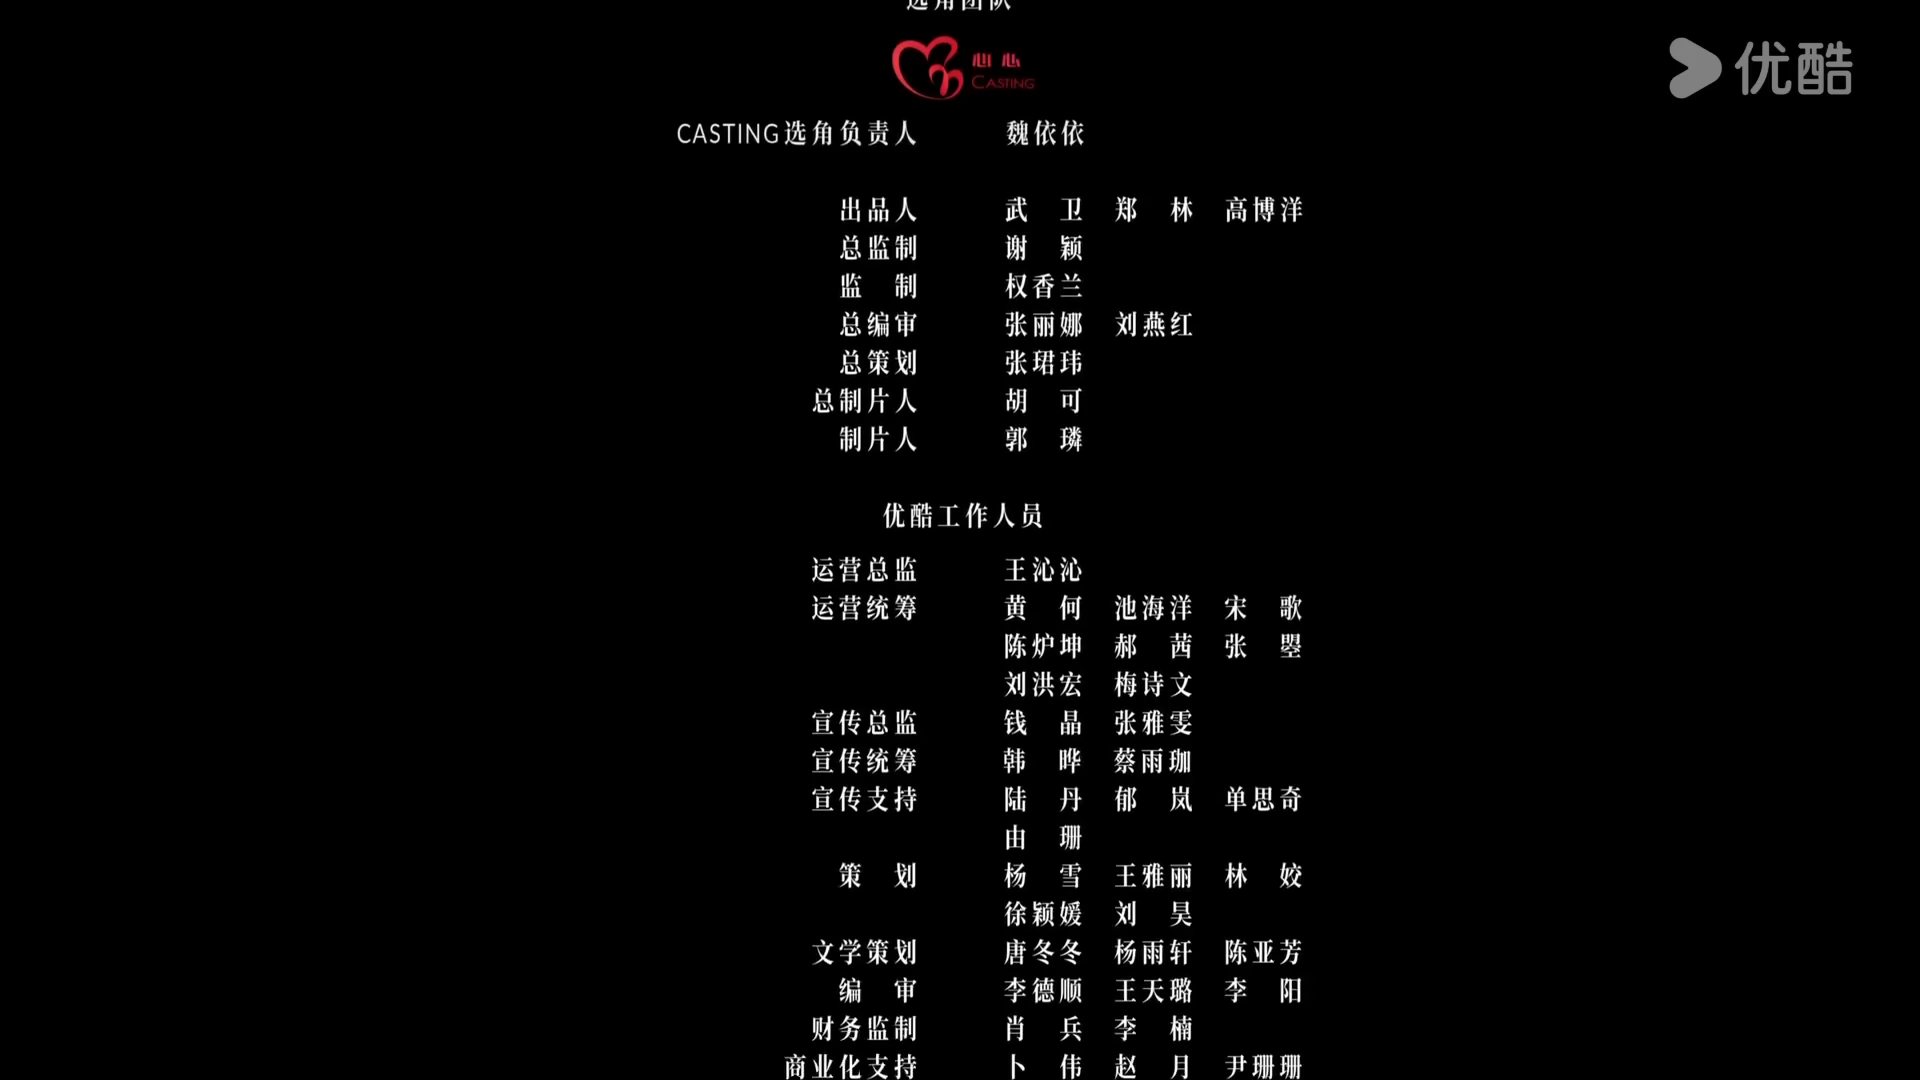 选角团队
心心
CASTING
优酷
CASTING选角负责人 魏依依
出品人 武 卫 郑 林 高博洋
总监制 谢 颖
监 制 权香兰
总编审 张丽娜 刘燕红
总策划 张珺玮
总制片人 胡 可
制片人 郭 璘
优酷工作人员
运营总监 王沁沁
运营统筹 黄 何 池海洋 宋 歌
陈炉坤 郝 茜 张 曌
刘洪宏 梅诗文
宣传总监 钱 晶 张雅雯
宣传统筹 韩 晔 蔡雨珈
宣传支持 陆 丹 郁 岚 单思奇
由 珊
策 划 杨 雪 王雅丽 林 姣
徐颖媛 刘 昊
文学策划 唐冬冬 杨雨轩 陈亚芳
编 审 李德顺 王天璐 李 阳
财务监制 肖 兵 李 楠
商业化支持 卜 伟 赵 月 尹珊珊